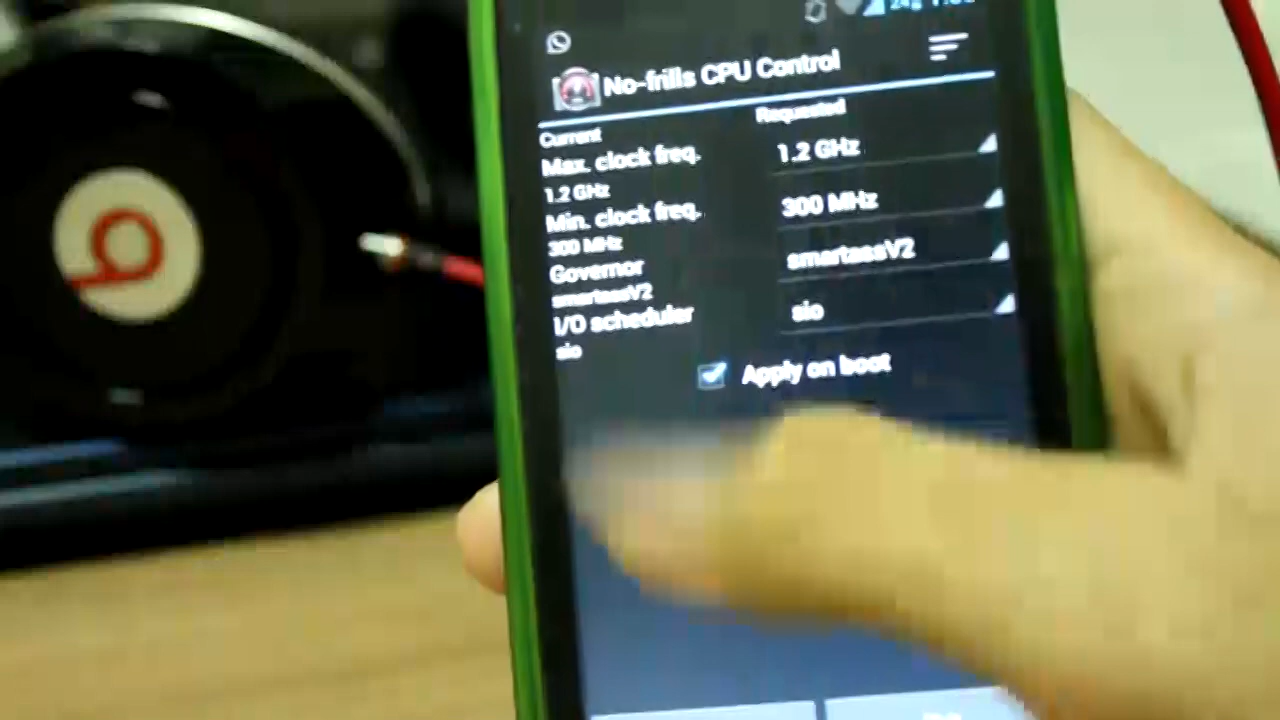 No-frills CPU Control
Current
Requested
Max. clock freq.
1.2 GHz
1.2 GHz
Min. clock freq.
300 MHz
300 MHz
Governor
smartassV2
smartassV2
I/O scheduler
sio
sio
Apply on boot
b